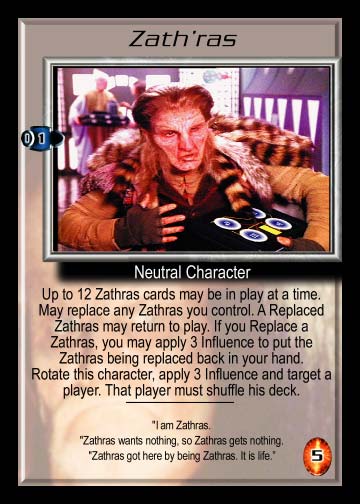 Zath'ras
0 1
Neutral Character
Up to 12 Zathras cards may be in play at a time.
May replace any Zathras you control. A Replaced
Zathras may return to play. If you Replace a
Zathras, you may apply 3 Influence to put the
Zathras being replaced back in your hand.
Rotate this character, apply 3 Influence and target a
player. That player must shuffle his deck.
"I am Zathras.
"Zathras wants nothing, so Zathras gets nothing.
"Zathras got here by being Zathras. It is life."
5